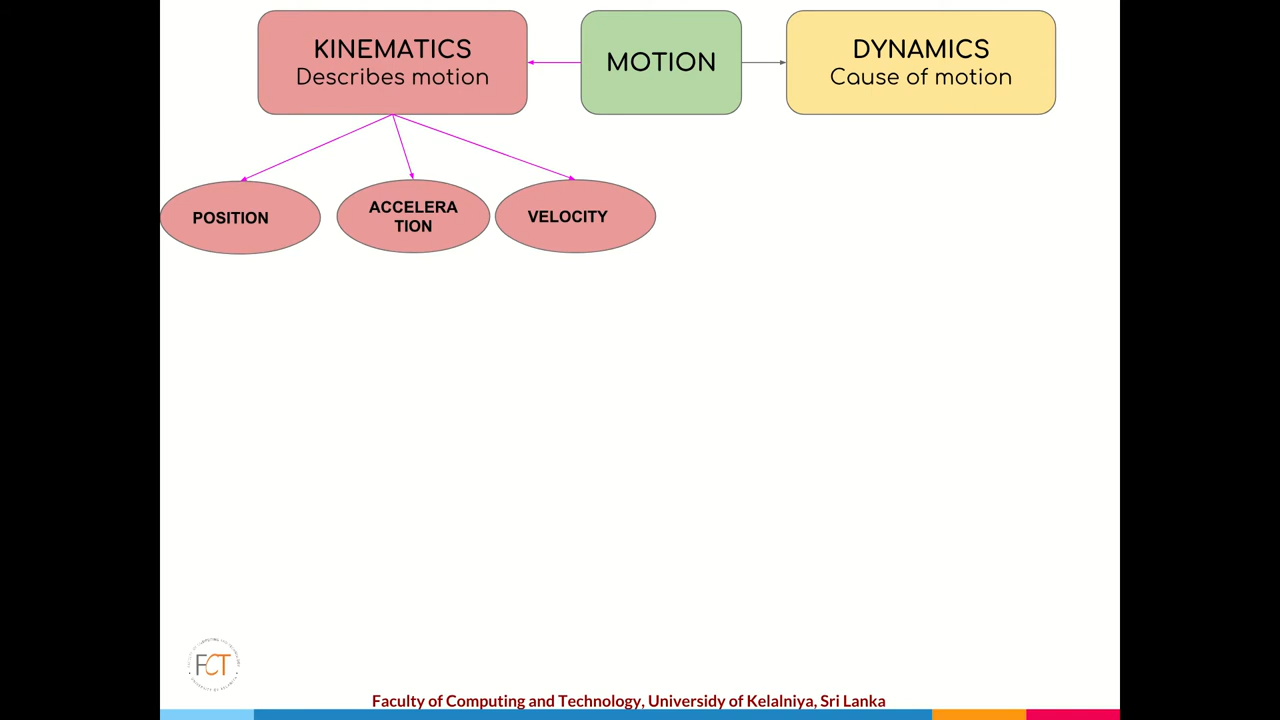 KINEMATICS
Describes motion
MOTION
DYNAMICS
Cause of motion
POSITION
ACCELERA
TION
VELOCITY
FCT
Faculty of Computing and Technology, Universidy of Kelalniya, Sri Lanka